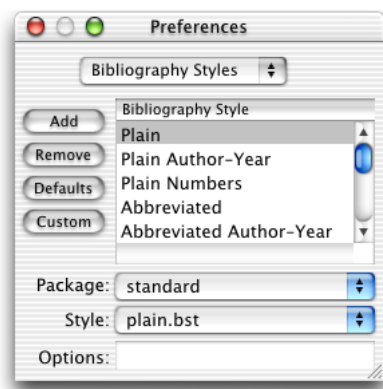 Preferences
Bibliography Styles
Add
Remove
Defaults
Custom
Bibliography Style
Plain
Plain Author-Year
Plain Numbers
Abbreviated
Abbreviated Author-Year
Package: standard
Style: plain.bst
Options: